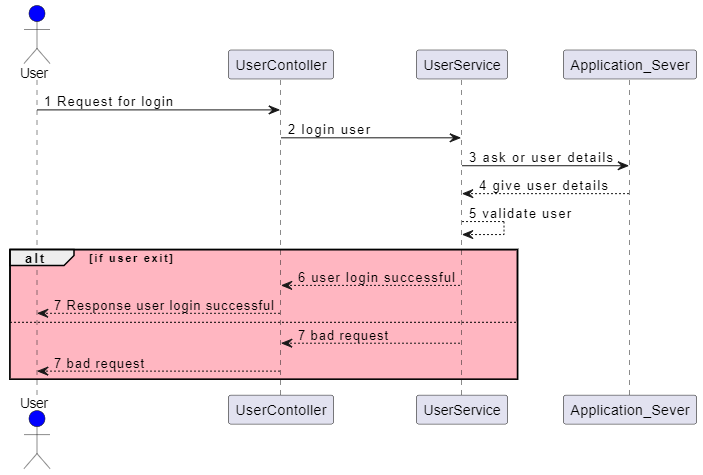 User
UserContoller
UserService
Application_Sever
1 Request for login
2 login user
3 ask or user details
4 give user details
5 validate user
alt [if user exit]
6 user login successful
7 Response user login successful
7 bad request
7 bad request
User
UserContoller
UserService
Application_Sever